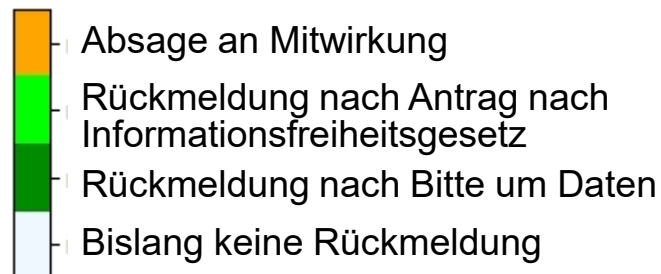 Absage an Mitwirkung
Rückmeldung nach Antrag nach
Informationsfreiheitsgesetz
Rückmeldung nach Bitte um Daten
Bislang keine Rückmeldung